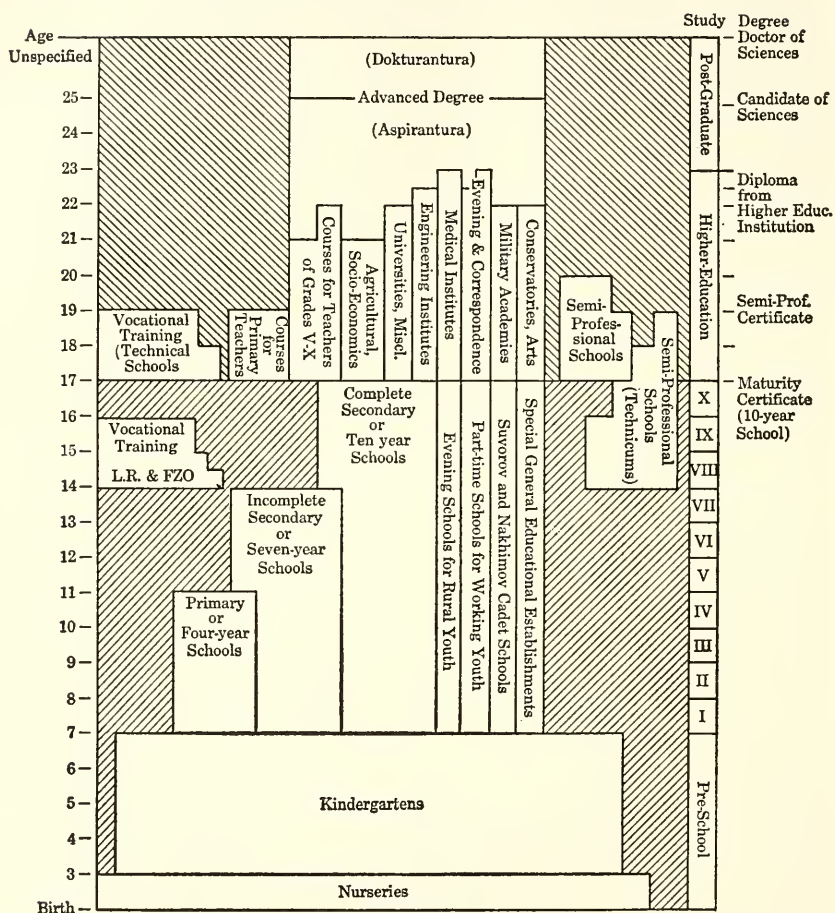 Study Degree
Age
Unspecified
Doctor of
Sciences
(Dokturantura)
25
Advanced Degree
Candidate of
Sciences
24
(Aspirantura)
23
22
21
20
19
18
17
16
15
14
13
12
11
10
9
8
7
6
5
4
3
Birth
Post-Graduate
Higher-Education
Diploma
from
Higher Educ.
Institution
Semi-Prof.
Certificate
Maturity
Certificate
(10-year
School)
Vocational
Training
(Technical
Schools
Courses
for
Primary
Teachers
Courses for Teachers
of Grades V-X
Agricultural,
Socio-Economics
Universities, Miscl.
Engineering Institutes
Medical Institutes
Evening & Correspondence
Military Academies
Conservatories, Arts
Semi-
Profes-
sional
Schools
Semi-Professional
Schools
(Technicums)
Vocational
Training
L.R. & FZO
Complete
Secondary
or
Ten year
Schools
Incomplete
Secondary
or
Seven-year
Schools
Primary
or
Four-year
Schools
Evening Schools for Rural Youth
Part-time Schools for Working Youth
Suvorov and Nakhimov Cadet Schools
Special General Educational Establishments
X
IX
VIII
VII
VI
V
IV
III
II
I
Pre-School
Kindergartens
Nurseries